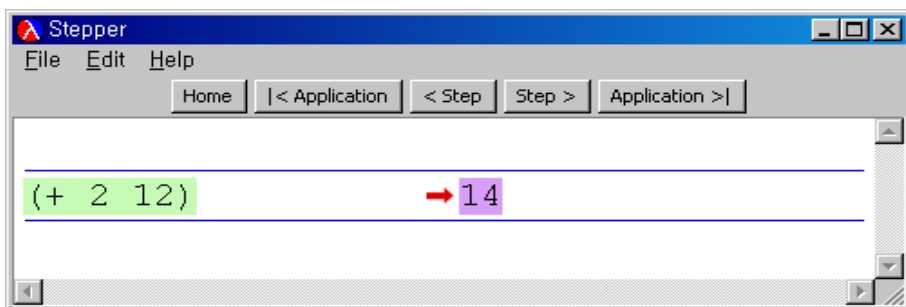 Stepper
File Edit Help
Home |< Application < Step Step > Application >|
(+ 2 12) 14